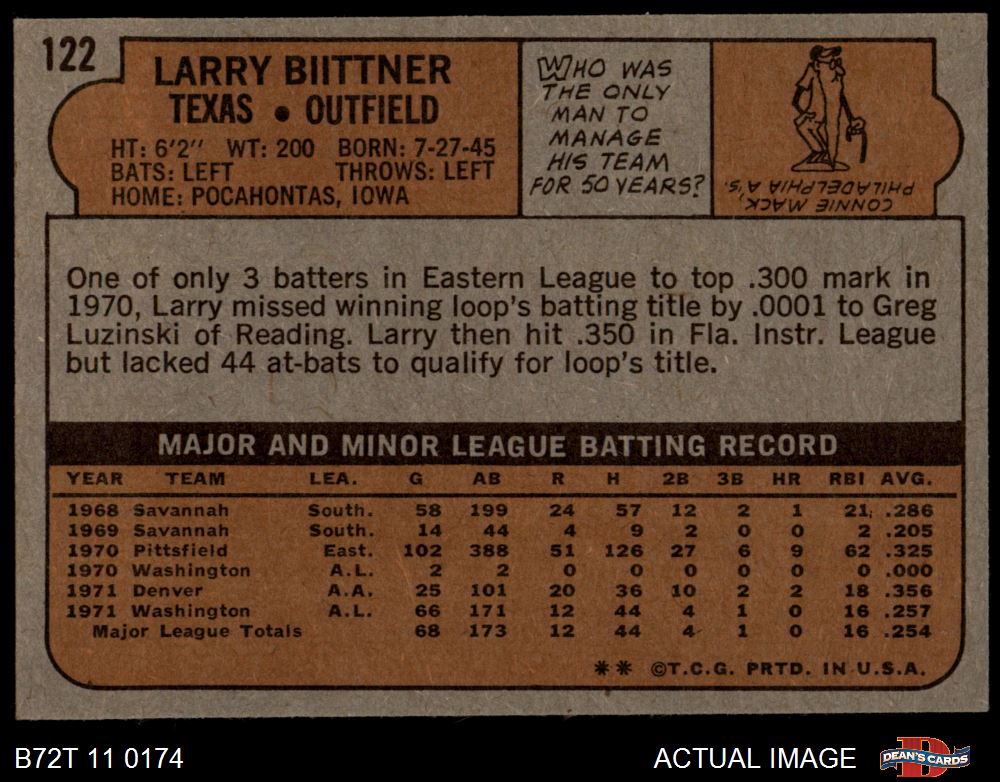 122
LARRY BIITTNER
TEXAS • OUTFIELD
HT: 6'2" WT: 200 BORN: 7-27-45
BATS: LEFT THROWS: LEFT
HOME: POCAHONTAS, IOWA
WHO WAS
THE ONLY
MAN TO
MANAGE
HIS TEAM
FOR 50 YEARS?
CONNIE MACK,
PHILADELPHIA A'S.
One of only 3 batters in Eastern League to top .300 mark in
1970, Larry missed winning loop's batting title by .0001 to Greg
Luzinski of Reading. Larry then hit .350 in Fla. Instr. League
but lacked 44 at-bats to qualify for loop's title.
MAJOR AND MINOR LEAGUE BATTING RECORD
YEAR TEAM LEA. G AB R H 2B 3B HR RBI AVG.
1968 Savannah South. 58 199 24 57 12 2 1 21 .286
1969 Savannah South. 14 44 4 9 2 0 0 2 .205
1970 Pittsfield East. 102 388 51 126 27 6 9 62 .325
1970 Washington A.L. 2 2 0 0 0 0 0 0 .000
1971 Denver A.A. 25 101 20 36 10 2 2 18 .356
1971 Washington A.L. 66 171 12 44 4 1 0 16 .257
Major League Totals 68 173 12 44 4 1 0 16 .254
** ©T.C.G. PRTD. IN U.S.A.
B72T 11 0174
ACTUAL IMAGE
DEAN'S CARDS